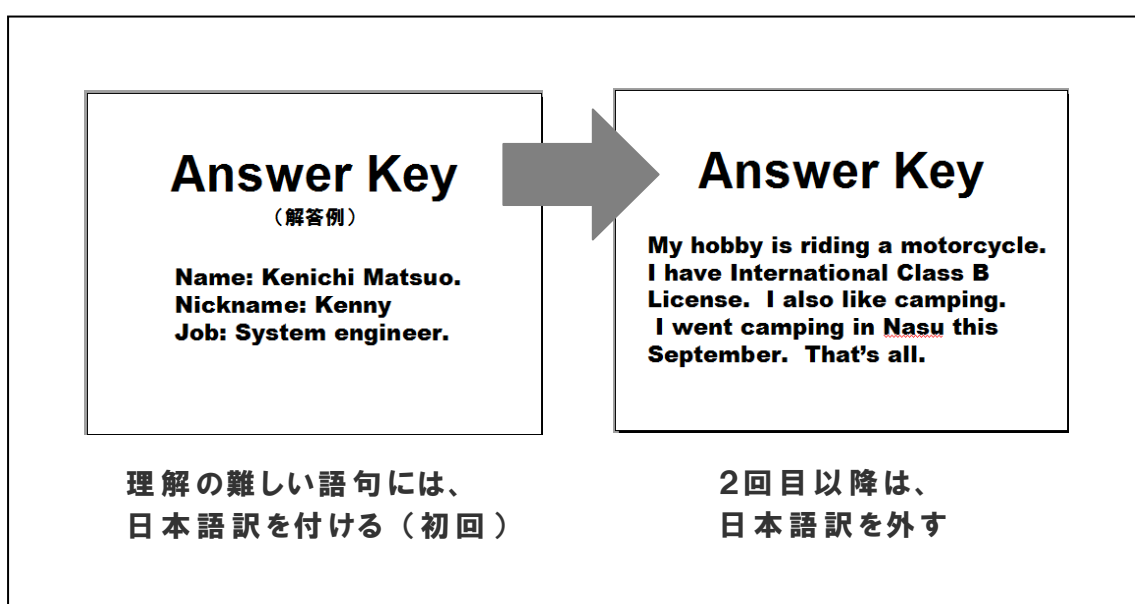 Answer Key
（解答例）
Name: Kenichi Matsuo.
Nickname: Kenny
Job: System engineer.
理解の難しい語句には、
日本語訳を付ける（初回）
Answer Key
My hobby is riding a motorcycle.
I have International Class B
License.  I also like camping.
I went camping in Nasu this
September.  That’s all.
2回目以降は、
日本語訳を外す